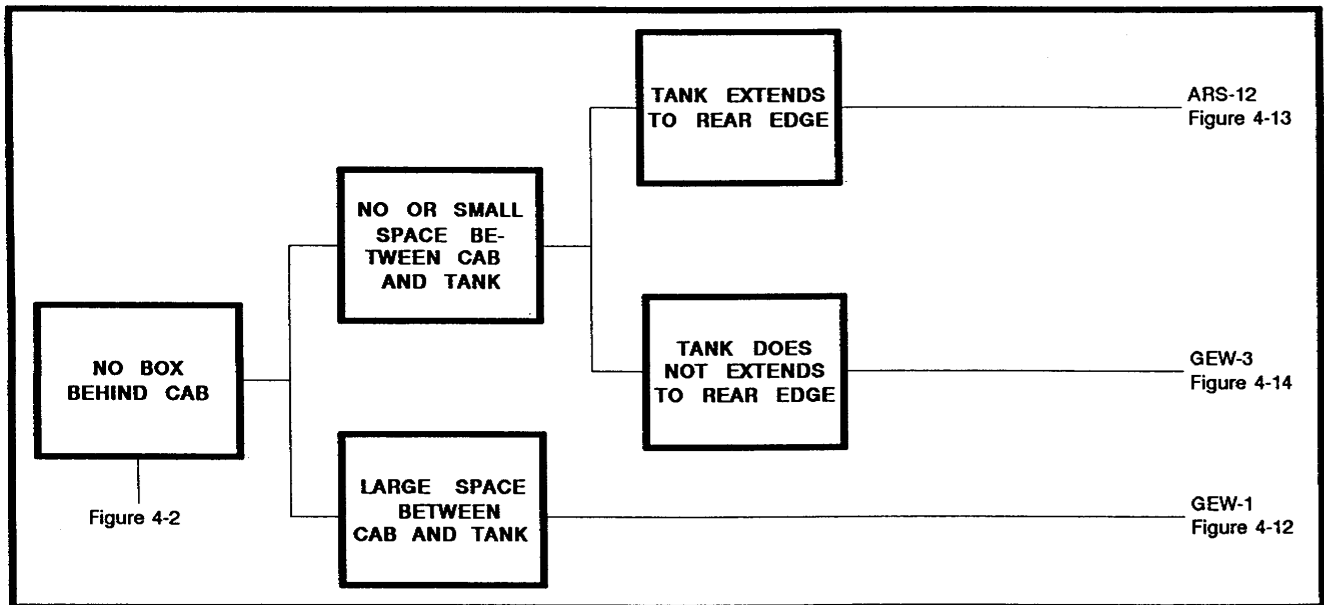 TANK EXTENDS
TO REAR EDGE
ARS-12
Figure 4-13
NO OR SMALL
SPACE BE-
TWEEN CAB
AND TANK
NO BOX
BEHIND CAB
Figure 4-2
TANK DOES
NOT EXTENDS
TO REAR EDGE
GEW-3
Figure 4-14
LARGE SPACE
BETWEEN
CAB AND TANK
GEW-1
Figure 4-12